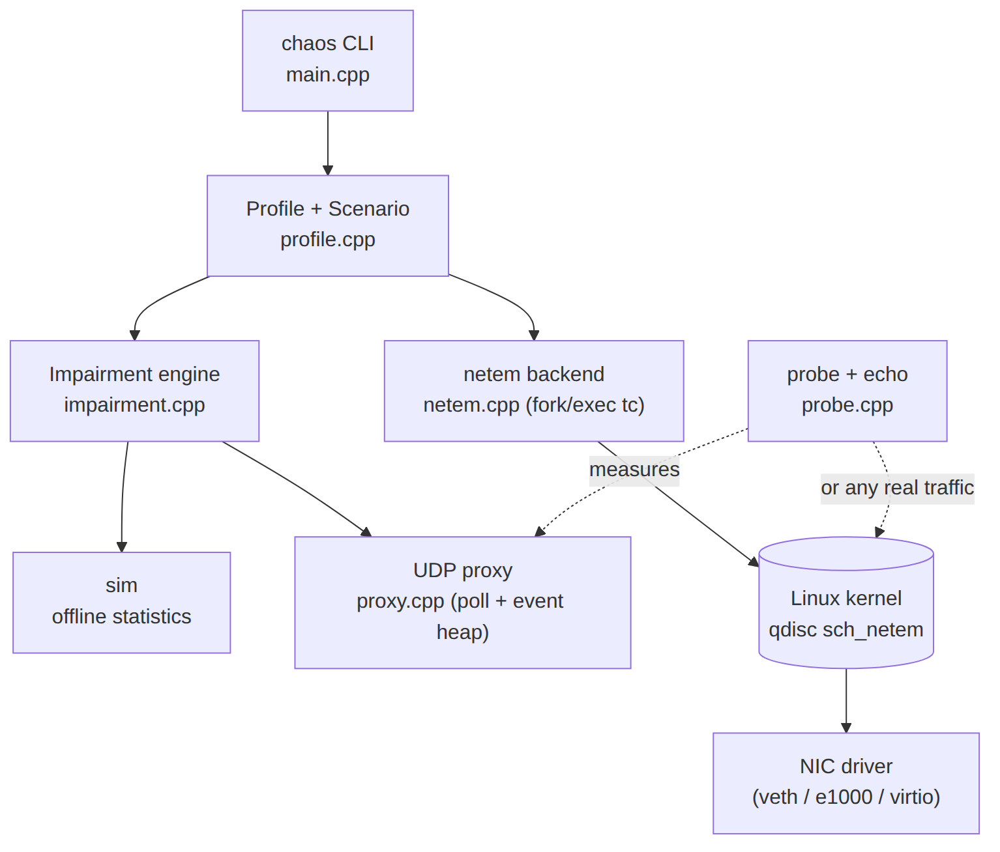 chaos CLI
main.cpp
Profile + Scenario
profile.cpp
Impairment engine
impairment.cpp
netem backend
netem.cpp (fork/exec tc)
probe + echo
probe.cpp
measures
or any real traffic
sim
offline statistics
UDP proxy
proxy.cpp (poll + event
heap)
Linux kernel
qdisc sch_netem
NIC driver
(veth / e1000 / virtio)